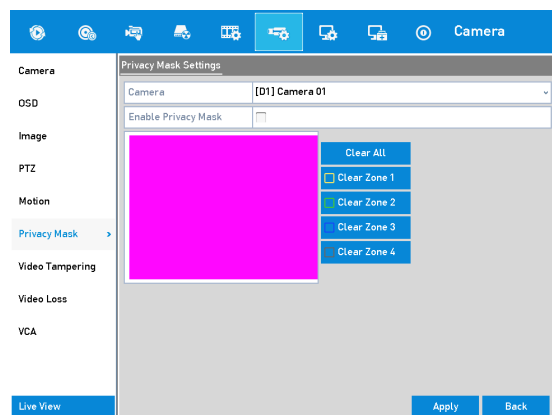 Camera
Camera
OSD
Image
PTZ
Motion
Privacy Mask >
Video Tampering
Video Loss
VCA
Live View
Privacy Mask Settings
Camera [D1] Camera 01
Enable Privacy Mask
Clear All
Clear Zone 1
Clear Zone 2
Clear Zone 3
Clear Zone 4
Apply Back